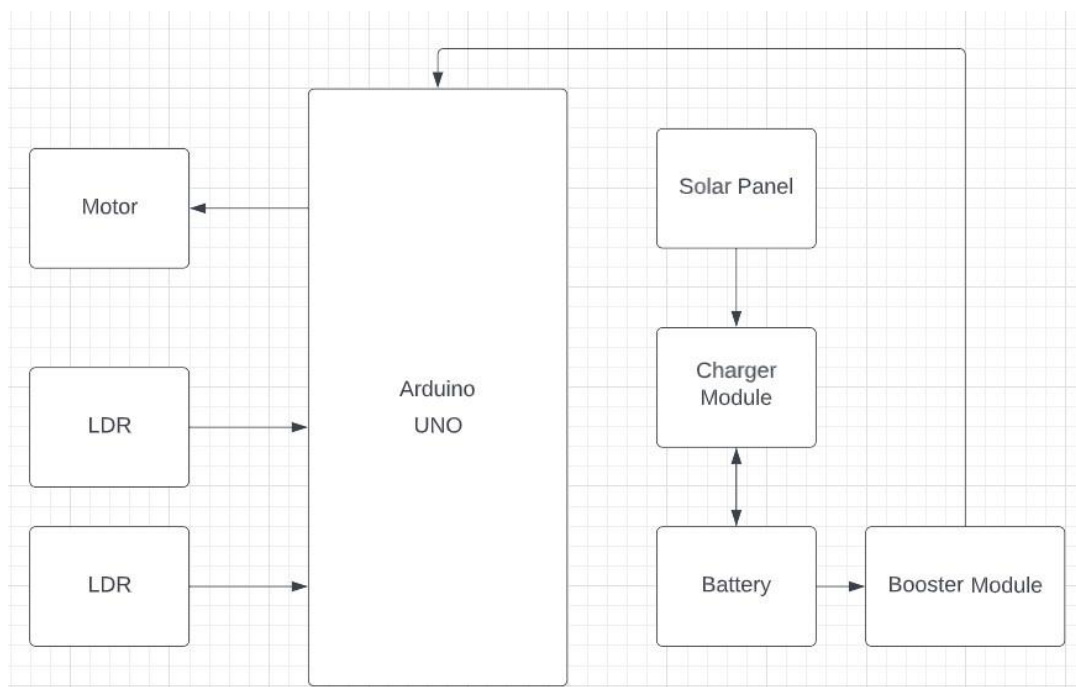 Motor
LDR
LDR
Arduino
UNO
Solar Panel
Charger
Module
Battery
Booster Module